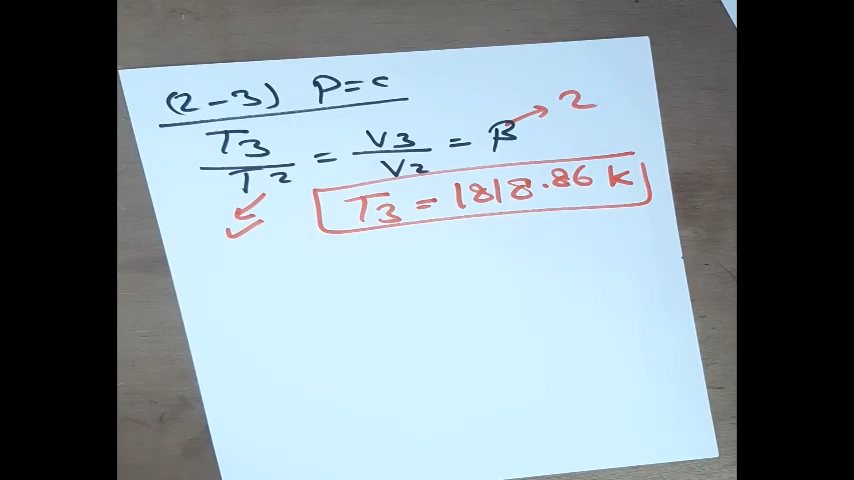 (2-3) P=c
T3/T2 = V3/V2 = β → 2
T3 = 1818.86 K